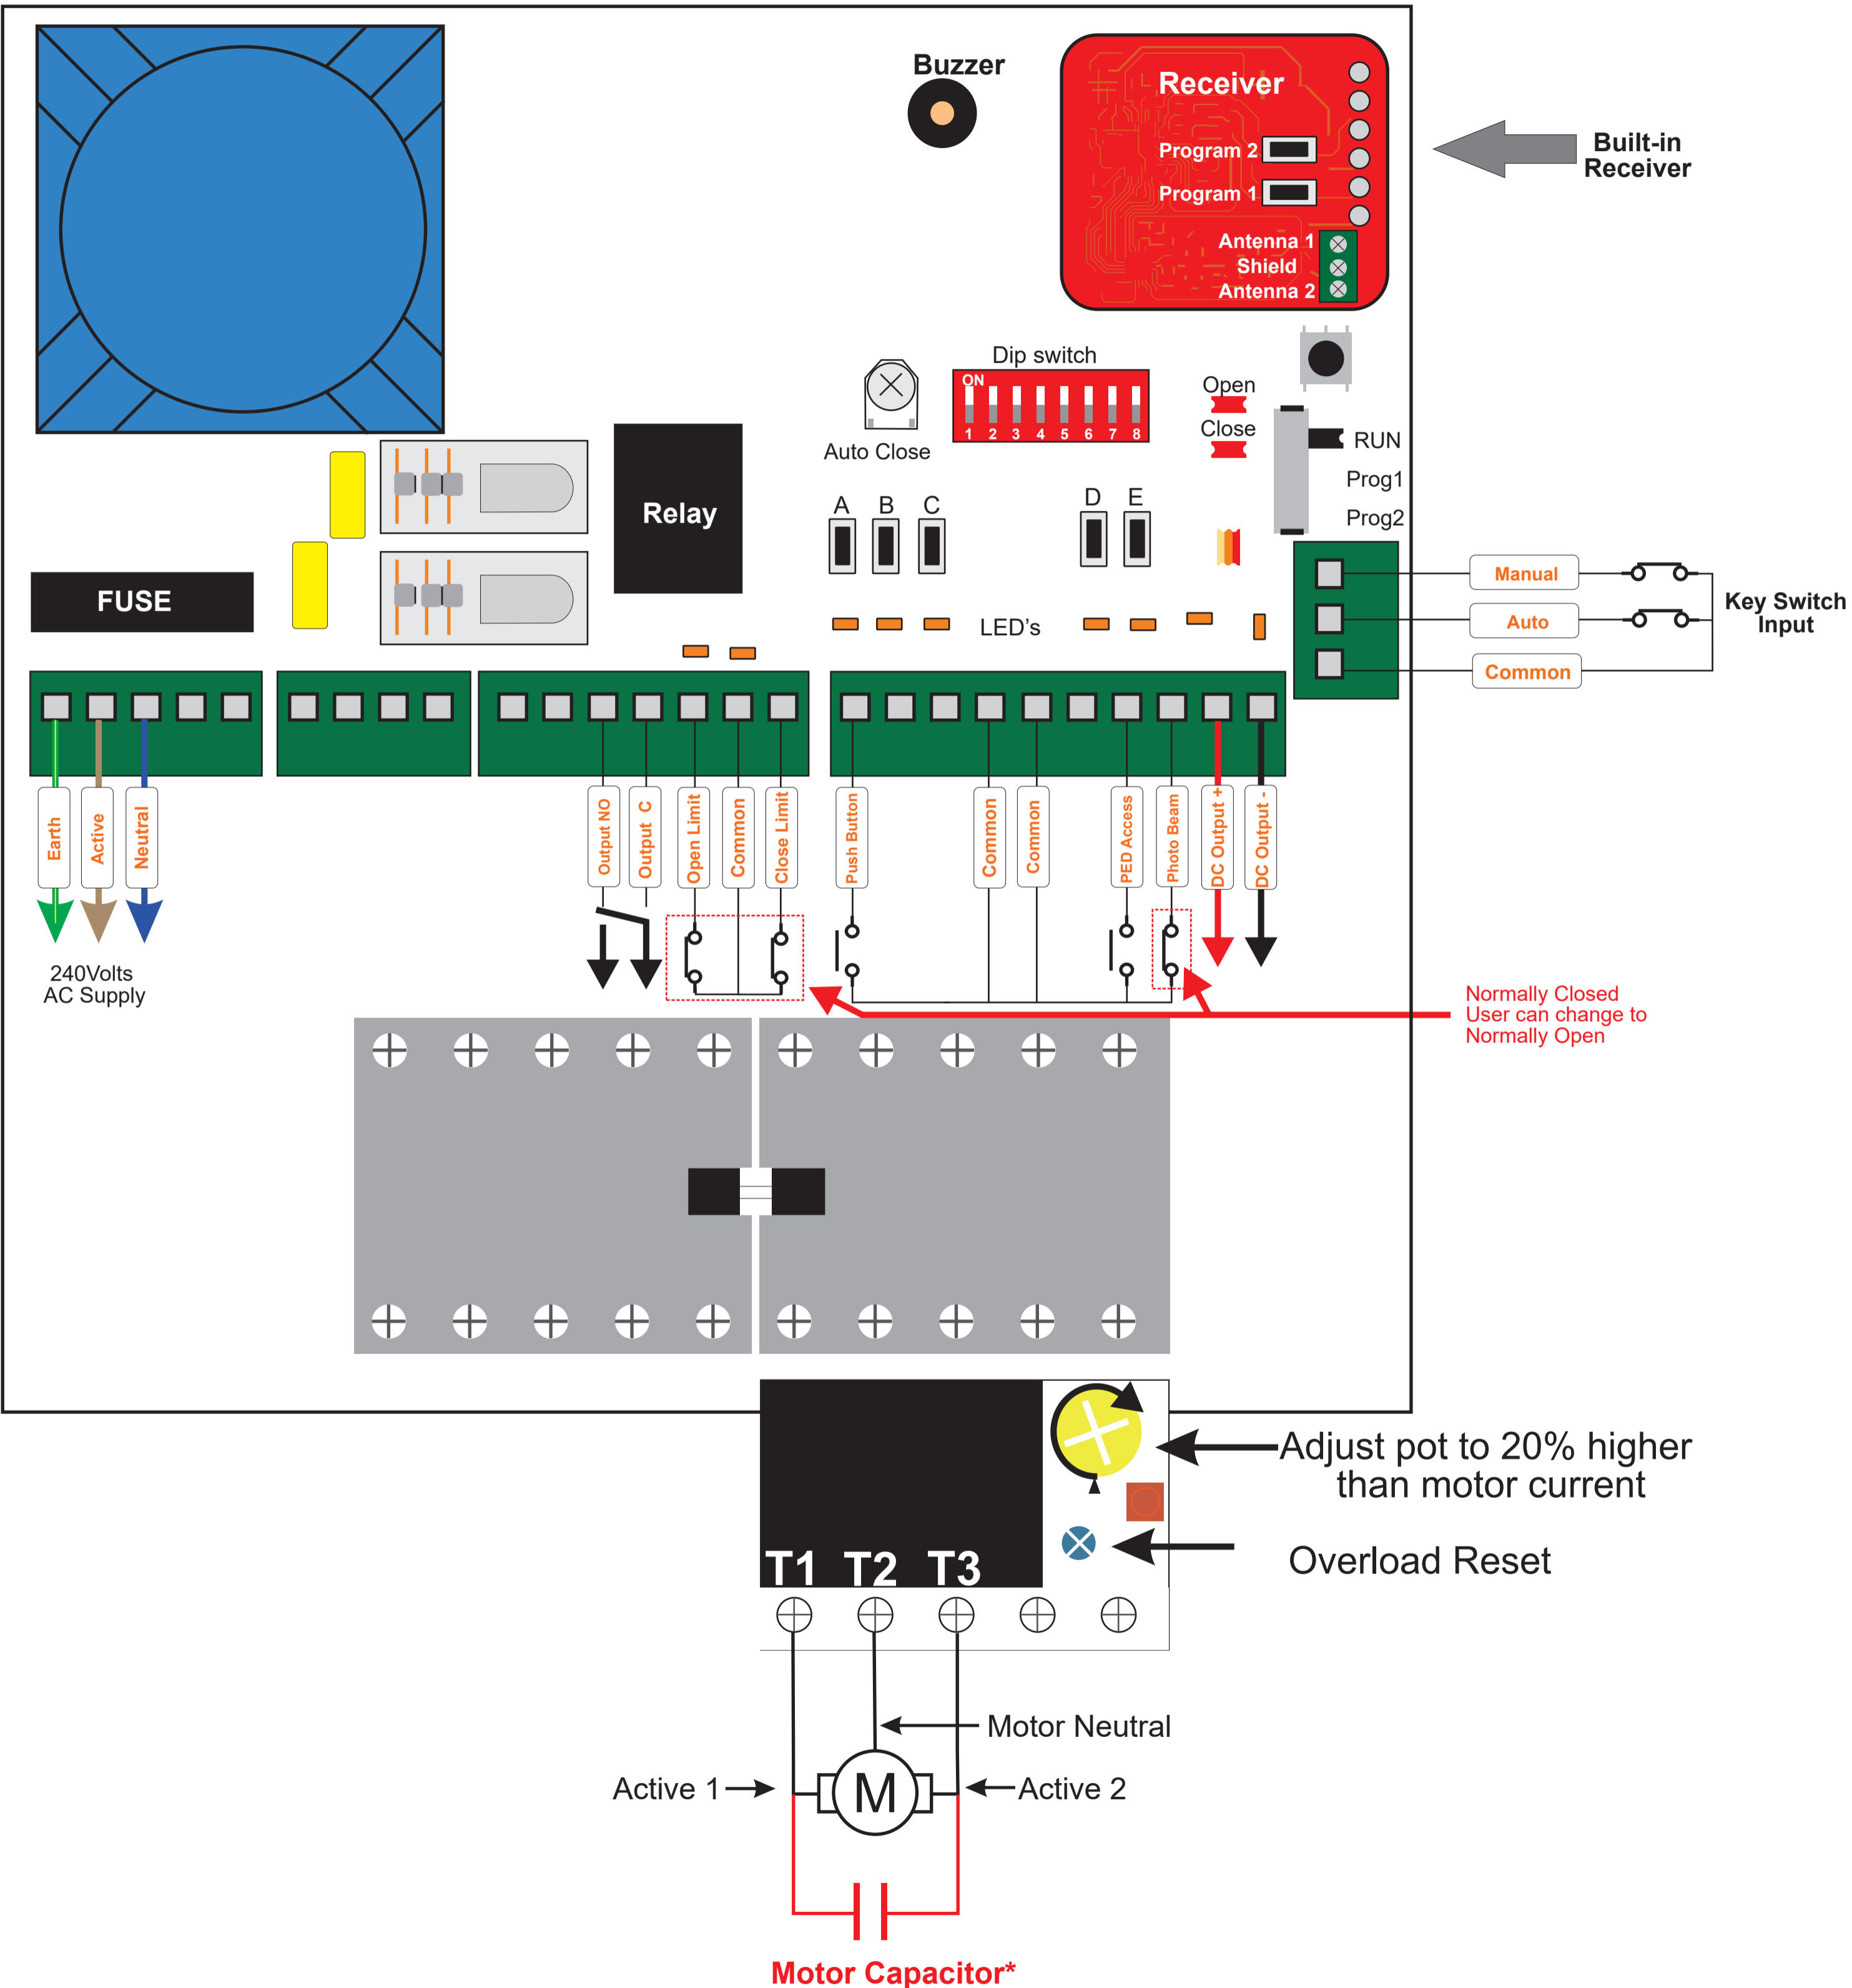 Buzzer
Receiver
Program 2
Program 1
Antenna 1
Shield
Antenna 2
Built-in
Receiver
Dip switch
ON
1 2 3 4 5 6 7 8
Auto Close
Open
Close
RUN
Prog1
Prog2
Relay
FUSE
A B C
D E
LED's
Manual
Auto
Common
Key Switch
Input
Earth
Active
Neutral
Output NO
Output C
Open Limit
Common
Close Limit
Push Button
Common
Common
PED Access
Photo Beam
DC Output +
DC Output -
240Volts
AC Supply
Normally Closed
User can change to
Normally Open
Adjust pot to 20% higher
than motor current
Overload Reset
T1 T2 T3
Motor Neutral
Active 1
M
Active 2
Motor Capacitor*